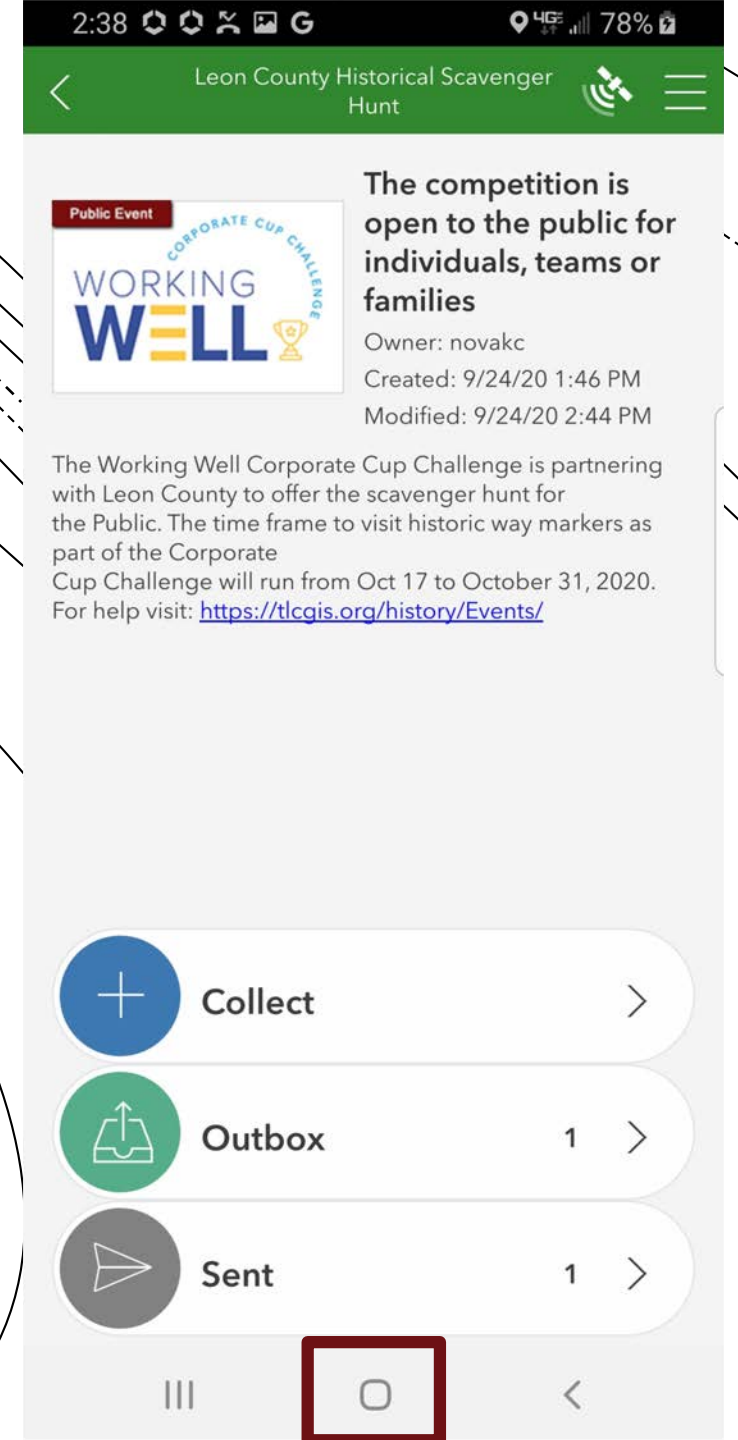 2:38 G 4GE 78%
Leon County Historical Scavenger
Hunt
Public Event
CORPORATE CUP CHALLENGE
WORKING
WELL
The competition is
open to the public for
individuals, teams or
families
Owner: novakc
Created: 9/24/20 1:46 PM
Modified: 9/24/20 2:44 PM
The Working Well Corporate Cup Challenge is partnering
with Leon County to offer the scavenger hunt for
the Public. The time frame to visit historic way markers as
part of the Corporate
Cup Challenge will run from Oct 17 to October 31, 2020.
For help visit: https://tlcgis.org/history/Events/
Collect
Outbox 1
Sent 1